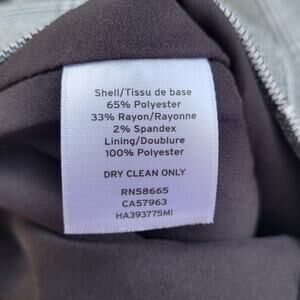 Shell/Tissu de base
65% Polyester
33% Rayon/Rayonne
2% Spandex
Lining/Doublure
100% Polyester
DRY CLEAN ONLY
RN58665
CA57963
HA393775MI